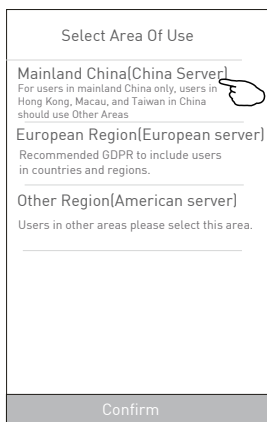 Select Area Of Use
Mainland China(China Server)
For users in mainland China only, users in
Hong Kong, Macau, and Taiwan in China
should use Other Areas
European Region(European server)
Recommended GDPR to include users
in countries and regions.
Other Region(American server)
Users in other areas please select this area.
Confirm